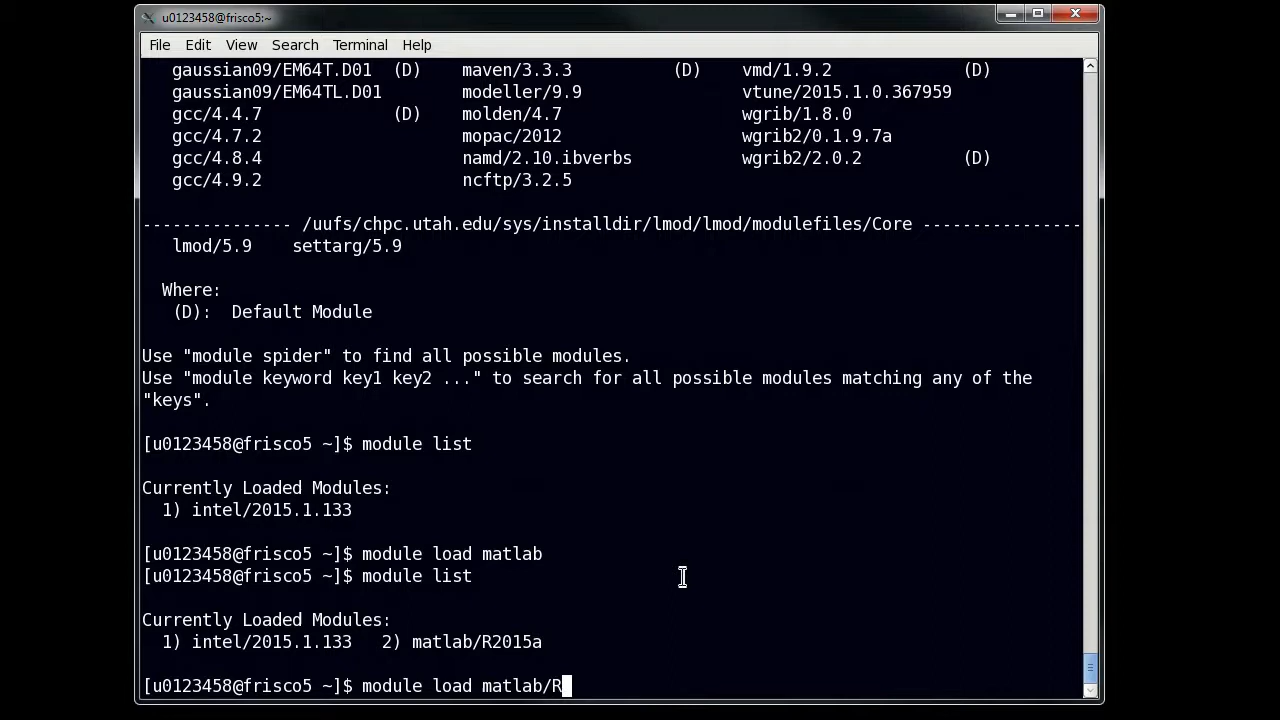 u0123458@frisco5:~
File Edit View Search Terminal Help
gaussian09/EM64T.D01 (D) maven/3.3.3 (D) vmd/1.9.2 (D)
gaussian09/EM64TL.D01 modeller/9.9 vtune/2015.1.0.367959
gcc/4.4.7 (D) molden/4.7 wgrib/1.8.0
gcc/4.7.2 mopac/2012 wgrib2/0.1.9.7a
gcc/4.8.4 namd/2.10.ibverbs wgrib2/2.0.2 (D)
gcc/4.9.2 ncftp/3.2.5
--------------- /uufs/chpc.utah.edu/sys/installdir/lmod/lmod/modulefiles/Core ----------------
lmod/5.9 settarg/5.9
Where:
(D): Default Module
Use "module spider" to find all possible modules.
Use "module keyword key1 key2 ..." to search for all possible modules matching any of the
"keys".
[u0123458@frisco5 ~]$ module list
Currently Loaded Modules:
1) intel/2015.1.133
[u0123458@frisco5 ~]$ module load matlab
[u0123458@frisco5 ~]$ module list
Currently Loaded Modules:
1) intel/2015.1.133 2) matlab/R2015a
[u0123458@frisco5 ~]$ module load matlab/R